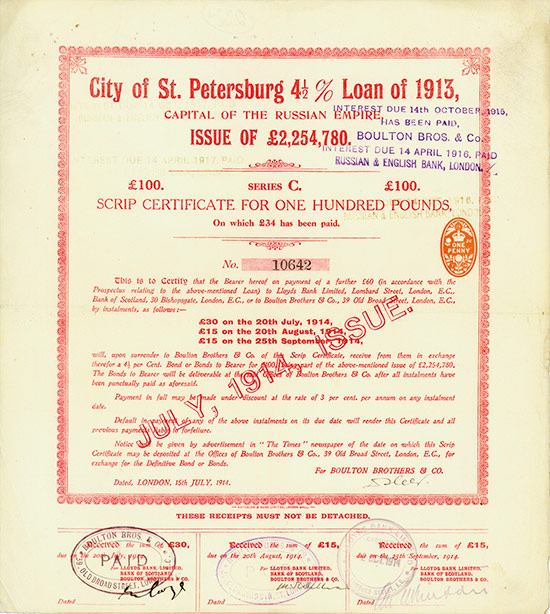 City of St. Petersburg 4½ % Loan of 1913,
CAPITAL OF THE RUSSIAN EMPIRE
ISSUE OF £2,254,780.
INTEREST DUE 14th OCTOBER, 1915,
HAS BEEN PAID,
BOULTON BROS. & Co.
INTEREST DUE 14 APRIL 1916. PAID
RUSSIAN & ENGLISH BANK, LONDON.
£100. SERIES C. £100.
SCRIP CERTIFICATE FOR ONE HUNDRED POUNDS,
On which £34 has been paid.
ONE
PENNY
No. 10642
This is to Certify that the Bearer hereof on payment of a further £60 (in accordance with the
Prospectus relating to the above-mentioned Loan) to Lloyds Bank Limited, Lombard Street, London, E.C.,
Bank of Scotland, 30 Bishopsgate, London, E.C., or to Boulton Brothers & Co., 39 Old Broad Street, London, E.C.,
by instalments, as follows:—
£30 on the 20th July, 1914,
£15 on the 20th August, 1914,
£15 on the 25th September, 1914,
will, upon surrender to Boulton Brothers & Co. of this Scrip Certificate, receive from them in exchange
therefor a 4½ per Cent. Bond or Bonds to Bearer for £100, part of the above-mentioned issue of £2,254,780.
The Bond or Bonds to Bearer will be deliverable at the Offices of Boulton Brothers & Co. after all instalments have
been punctually paid as aforesaid.
Payment in full may be made under discount at the rate of 3 per cent. per annum on any instalment
date.
Default in payment of any of the above instalments on its due date will render this Certificate and all
previous payments liable to forfeiture.
Notice will be given by advertisement in "The Times" newspaper of the date on which this Scrip
Certificate may be deposited at the Offices of Boulton Brothers & Co., 39 Old Broad Street, London, E.C., for
exchange for the Definitive Bond or Bonds.
JULY, 1914, ISSUE.
For BOULTON BROTHERS & CO.
Dated, LONDON, 15th JULY, 1914.
THESE RECEIPTS MUST NOT BE DETACHED.
Received the sum of £30,
due on the 20th July, 1914.
For LLOYDS BANK LIMITED,
BANK OF SCOTLAND,
BOULTON BROTHERS & CO.
Dated
BOULTON BROS & Co.
PAID
39 OLD BROAD STREET, LONDON
Received the sum of £15,
due on the 20th August, 1914.
For LLOYDS BANK LIMITED,
BANK OF SCOTLAND,
BOULTON BROTHERS & CO.
Dated
Received the sum of £15,
due on the 25th September, 1914.
For LLOYDS BANK LIMITED,
BANK OF SCOTLAND,
BOULTON BROTHERS & CO.
Dated